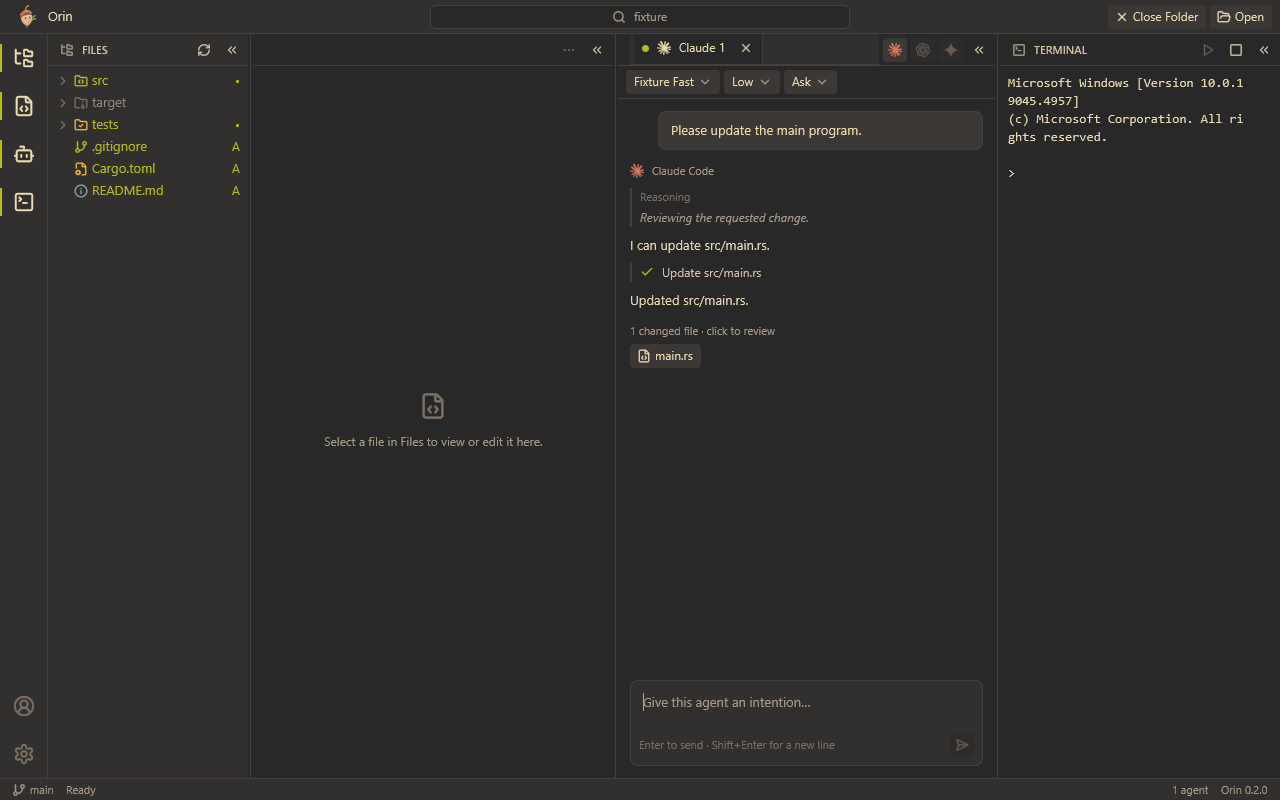 Orin
fixture
Close Folder
Open
FILES
src
target
tests
.gitignore A
Cargo.toml A
README.md A
Select a file in Files to view or edit it here.
Claude 1
Fixture Fast
Low
Ask
Please update the main program.
Claude Code
Reasoning
Reviewing the requested change.
I can update src/main.rs.
Update src/main.rs
Updated src/main.rs.
1 changed file · click to review
main.rs
Give this agent an intention...
Enter to send · Shift+Enter for a new line
TERMINAL
Microsoft Windows [Version 10.0.1
9045.4957]
(c) Microsoft Corporation. All ri
ghts reserved.
>
main
Ready
1 agent
Orin 0.2.0